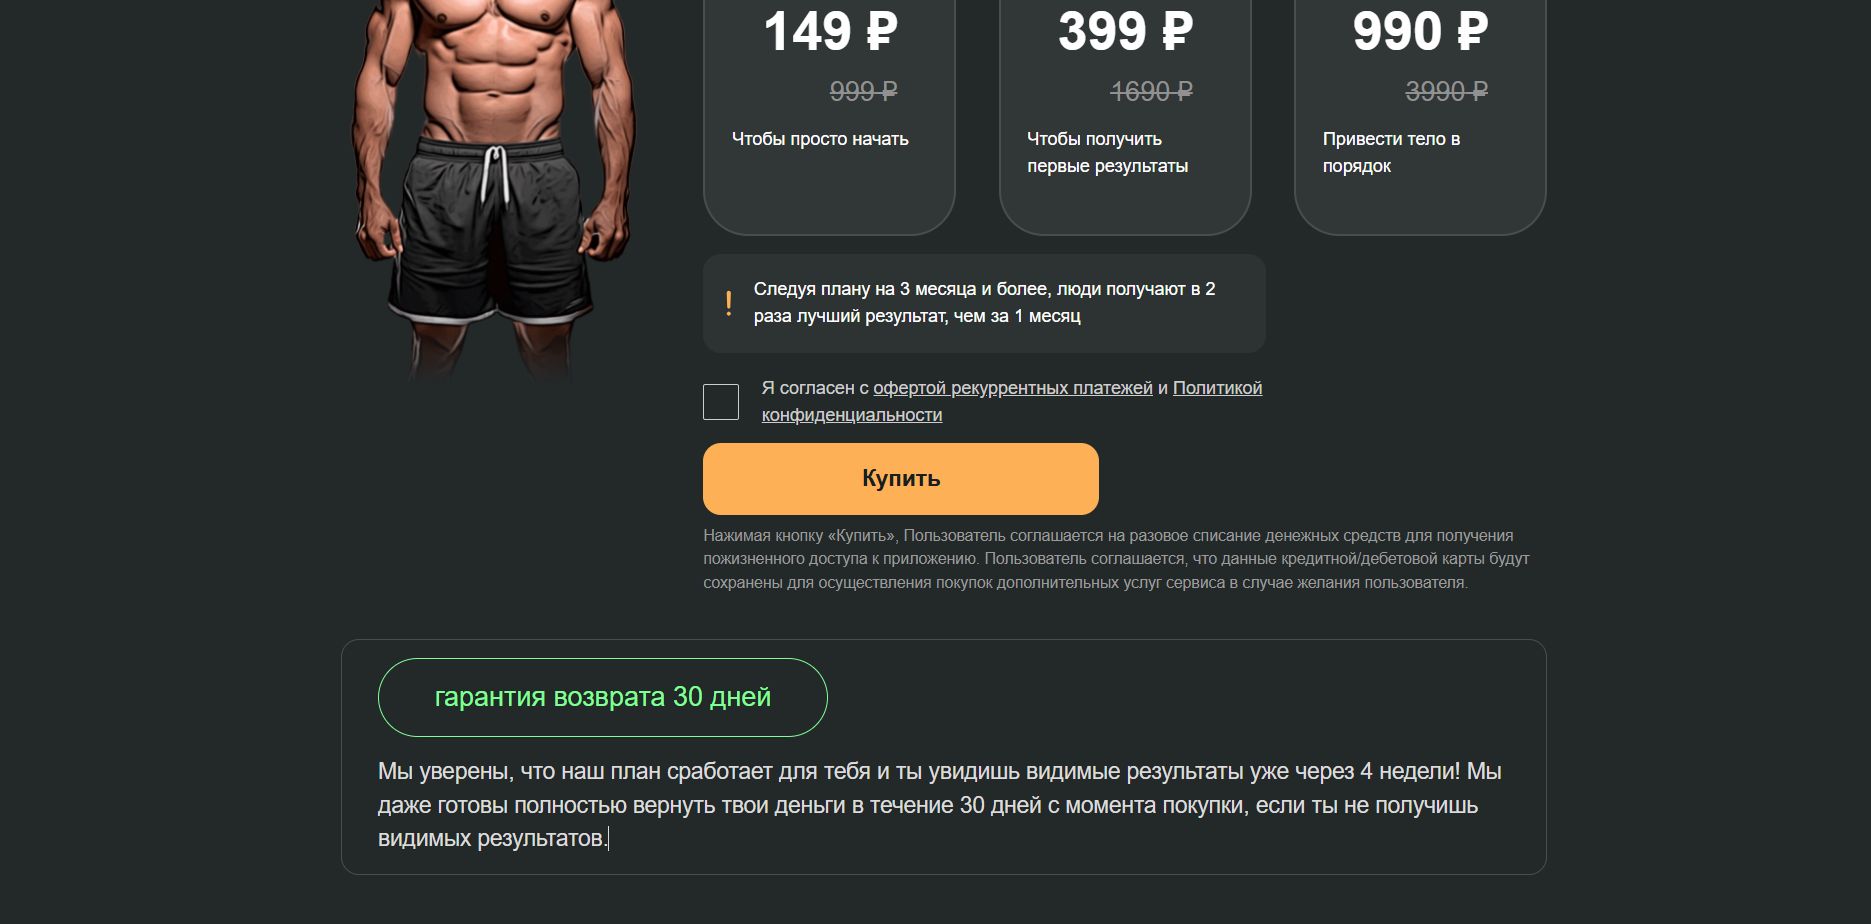 149 ₽
999 ₽
Чтобы просто начать
399 ₽
1690 ₽
Чтобы получить
первые результаты
990 ₽
3990 ₽
Привести тело в
порядок
! Следуя плану на 3 месяца и более, люди получают в 2
раза лучший результат, чем за 1 месяц
Я согласен с офертой рекуррентных платежей и Политикой
конфиденциальности
Купить
Нажимая кнопку «Купить», Пользователь соглашается на разовое списание денежных средств для получения
пожизненного доступа к приложению. Пользователь соглашается, что данные кредитной/дебетовой карты будут
сохранены для осуществления покупок дополнительных услуг сервиса в случае желания пользователя.
гарантия возврата 30 дней
Мы уверены, что наш план сработает для тебя и ты увидишь видимые результаты уже через 4 недели! Мы
даже готовы полностью вернуть твои деньги в течение 30 дней с момента покупки, если ты не получишь
видимых результатов.